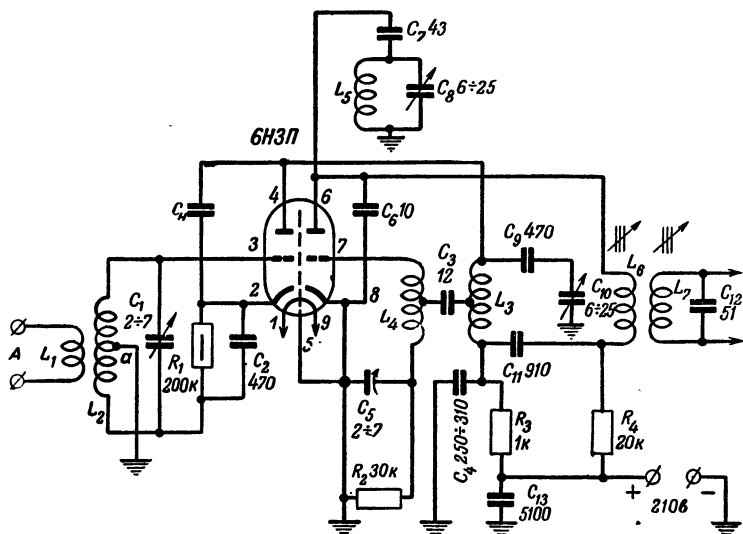 C₇ 43
L₅
C₈ 6÷25
6Н3П
4
6
Cн
C₆ 10
3
7
C₉ 470
C₃
12
L₆
C₁
2÷7
2
8
L₃
C₁₀
6÷25
L₇
C₁₂
51
A
L₁
a
R₁
200к
1
5
9
L₄
C₂
470
C₁₁ 910
L₂
C₅
2÷7
C₄ 250÷310
R₃
1к
R₄
20к
R₂ 30к
C₁₃
5100
+
210в
−